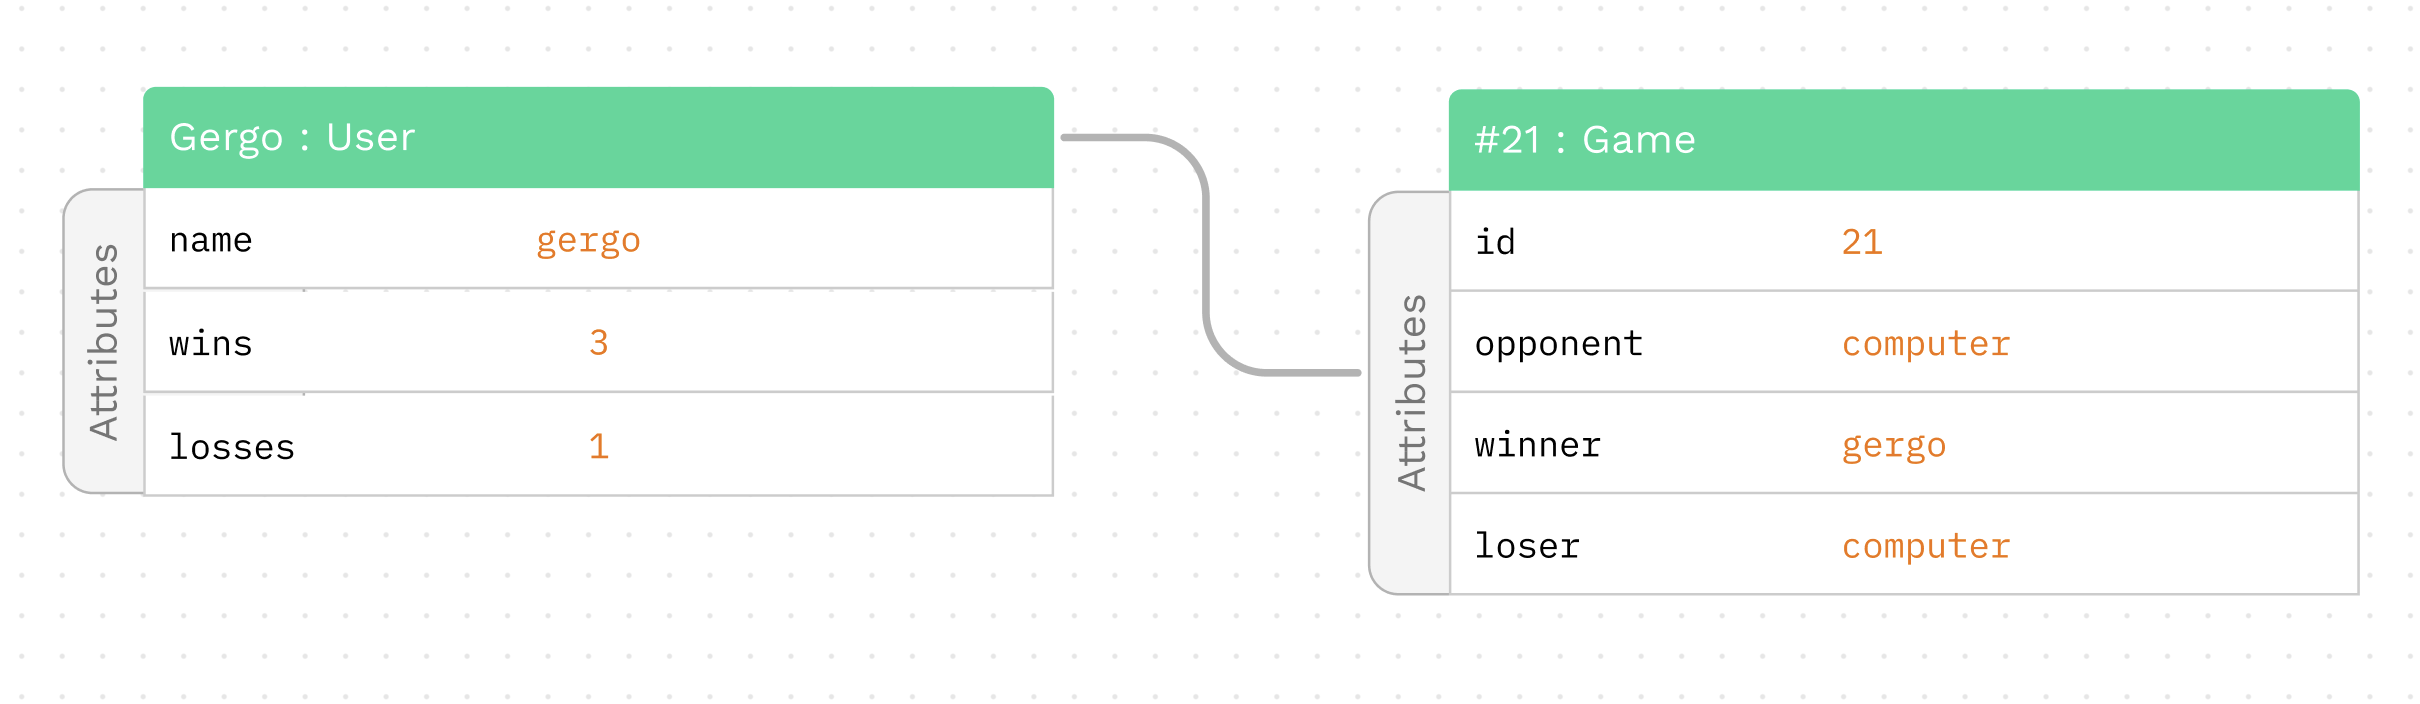 Gergo : User
Attributes
name gergo
wins 3
losses 1
#21 : Game
Attributes
id 21
opponent computer
winner gergo
loser computer